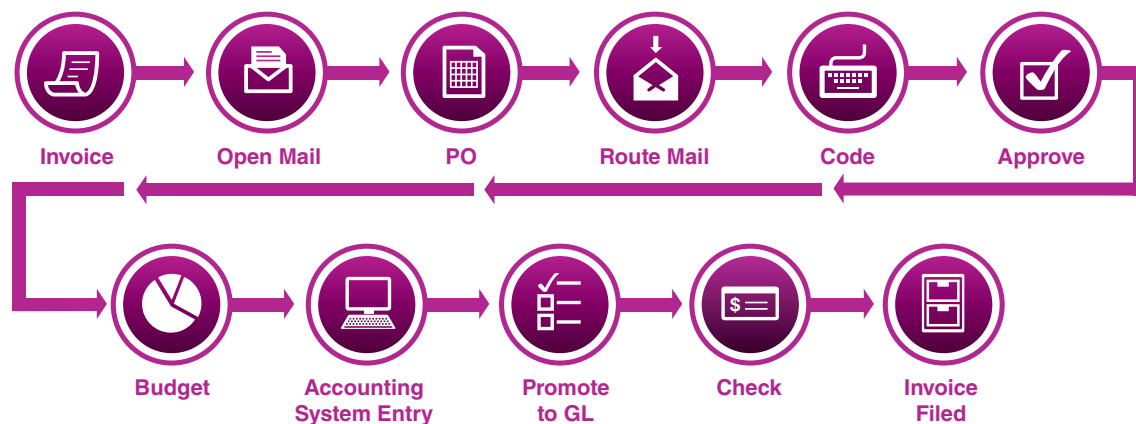 Invoice
Open Mail
PO
Route Mail
Code
Approve
Budget
Accounting
System Entry
Promote
to GL
$
Check
Invoice
Filed